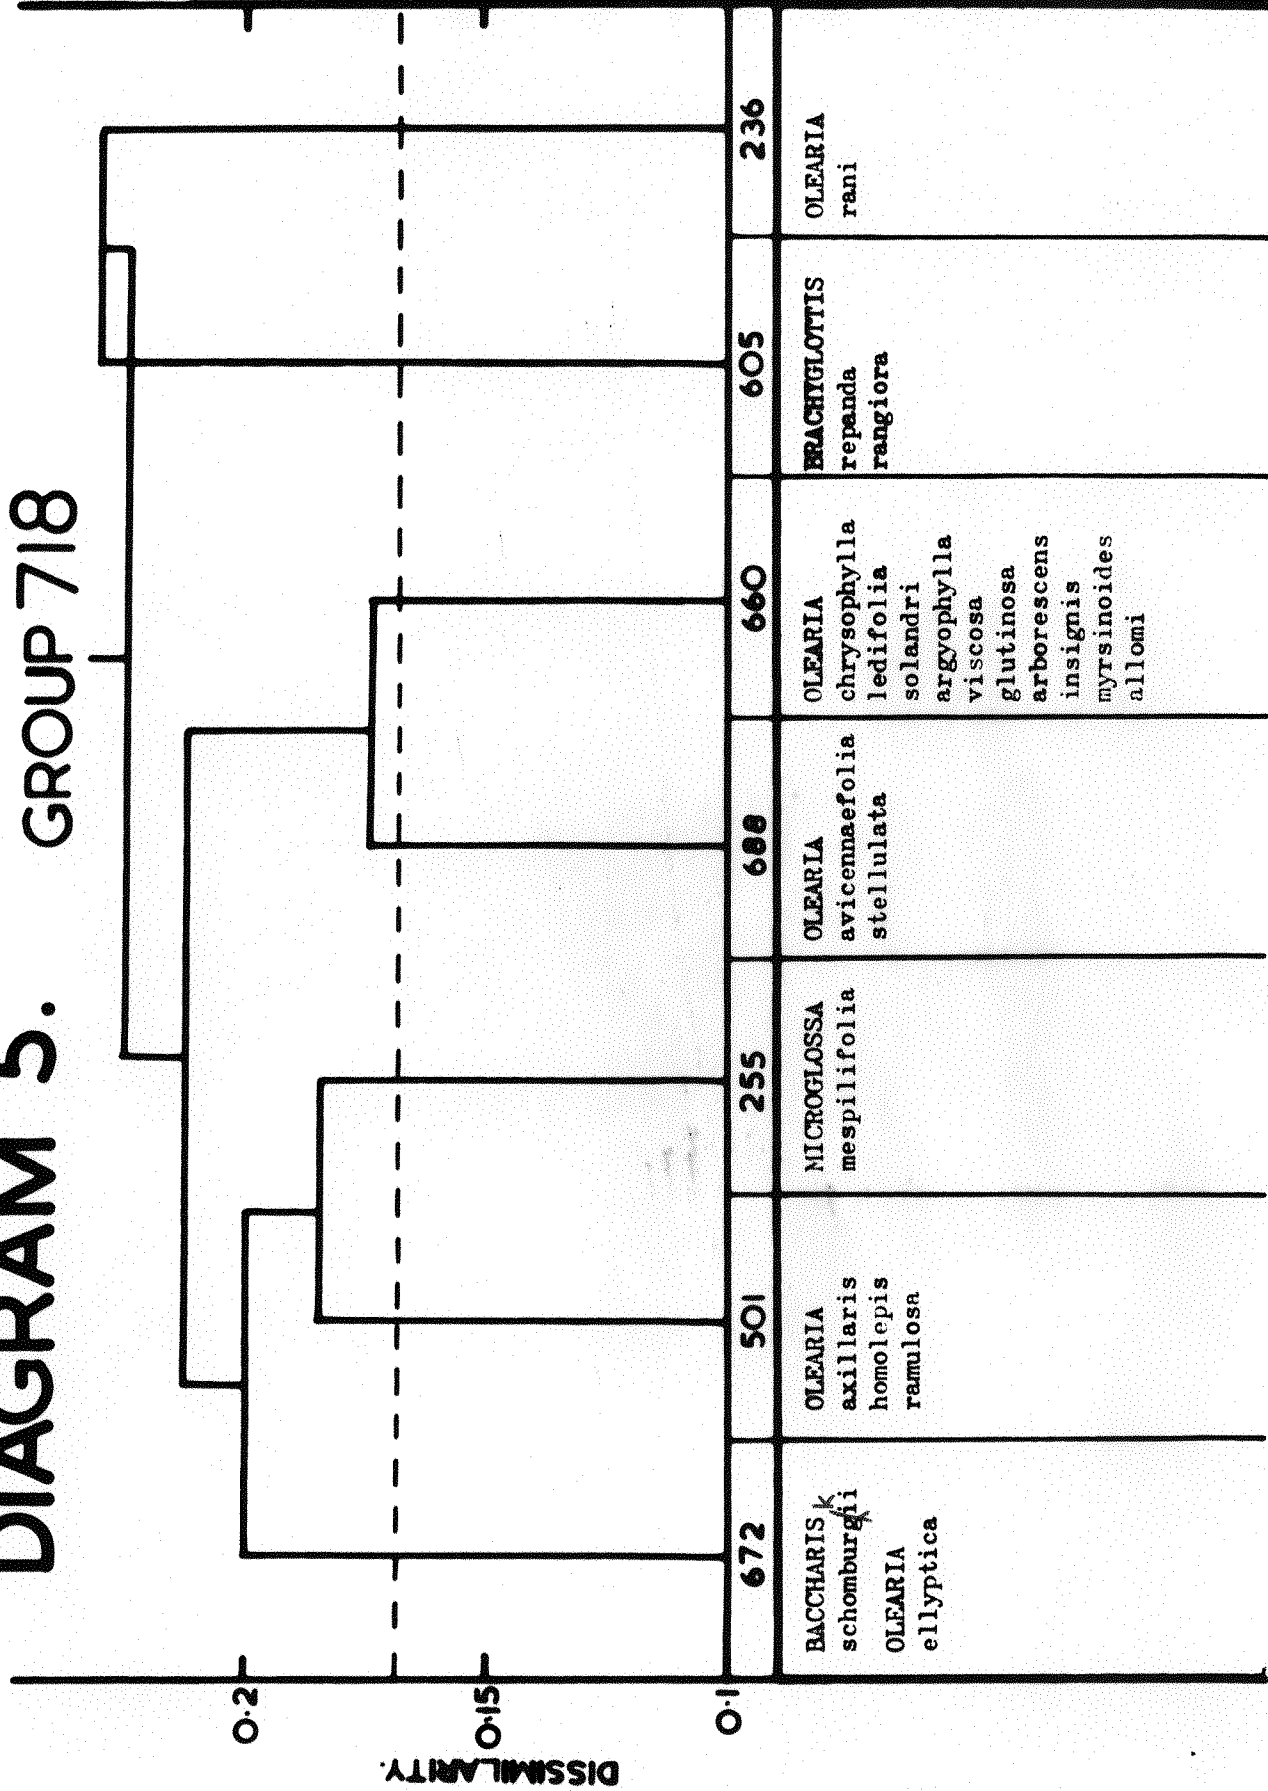 DIAGRAM 5. GROUP 718
DISSIMILARITY.
0·2
0·15
0·1
672
501
255
688
660
605
236
BACCHARIS
schomburgii
k
OLEARIA
ellyptica
OLEARIA
axillaris
homolepis
ramulosa
MICROGLOSSA
mespilifolia
OLEARIA
avicennaefolia
stellulata
OLEARIA
chrysophylla
ledifolia
solandri
argyophylla
viscosa
glutinosa
arborescens
insignis
myrsinoides
allomi
BRACHYGLOTTIS
repanda
rangiora
OLEARIA
rani